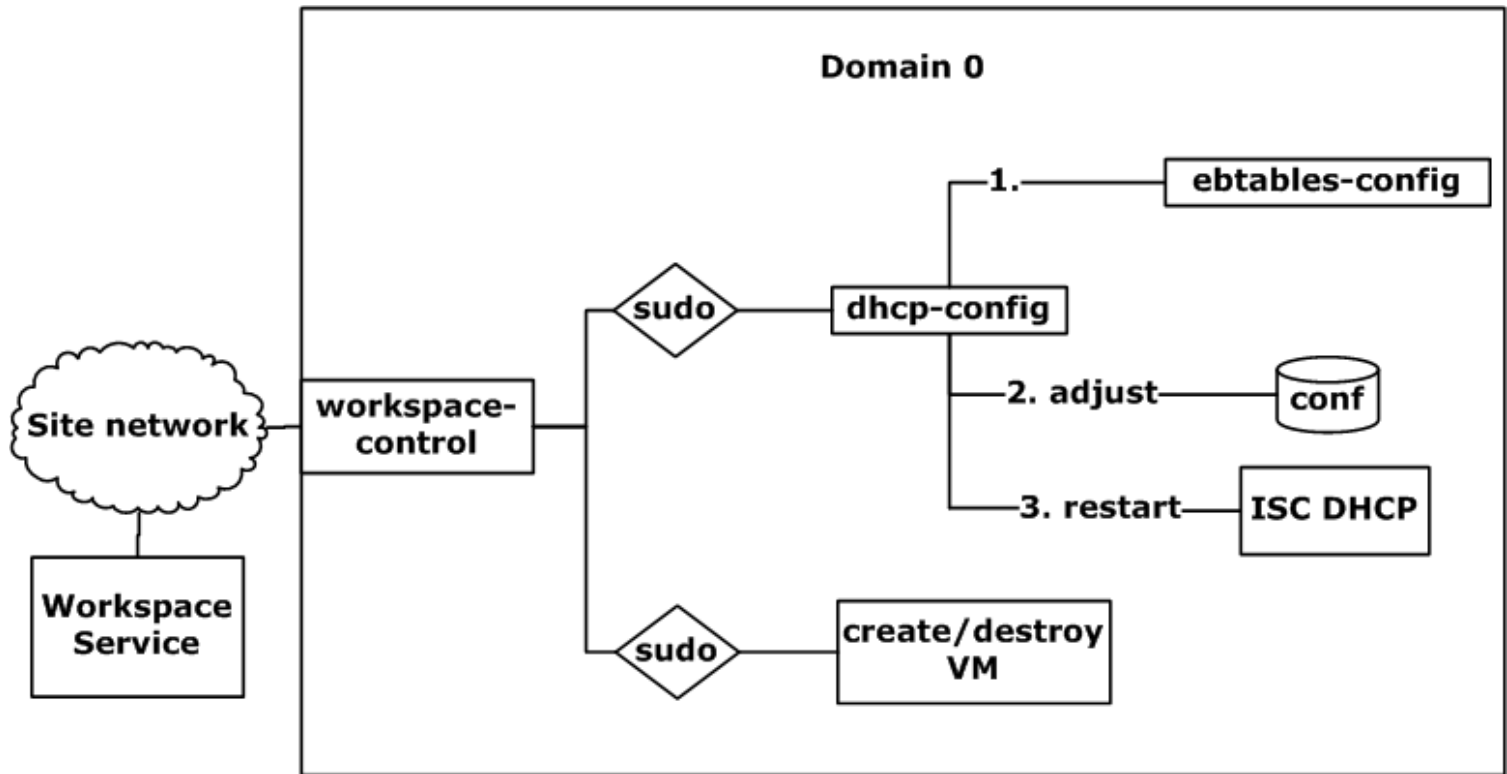 Domain 0
1.
ebtables-config
sudo
dhcp-config
2. adjust
conf
workspace-
control
Site network
3. restart
ISC DHCP
Workspace
Service
sudo
create/destroy
VM